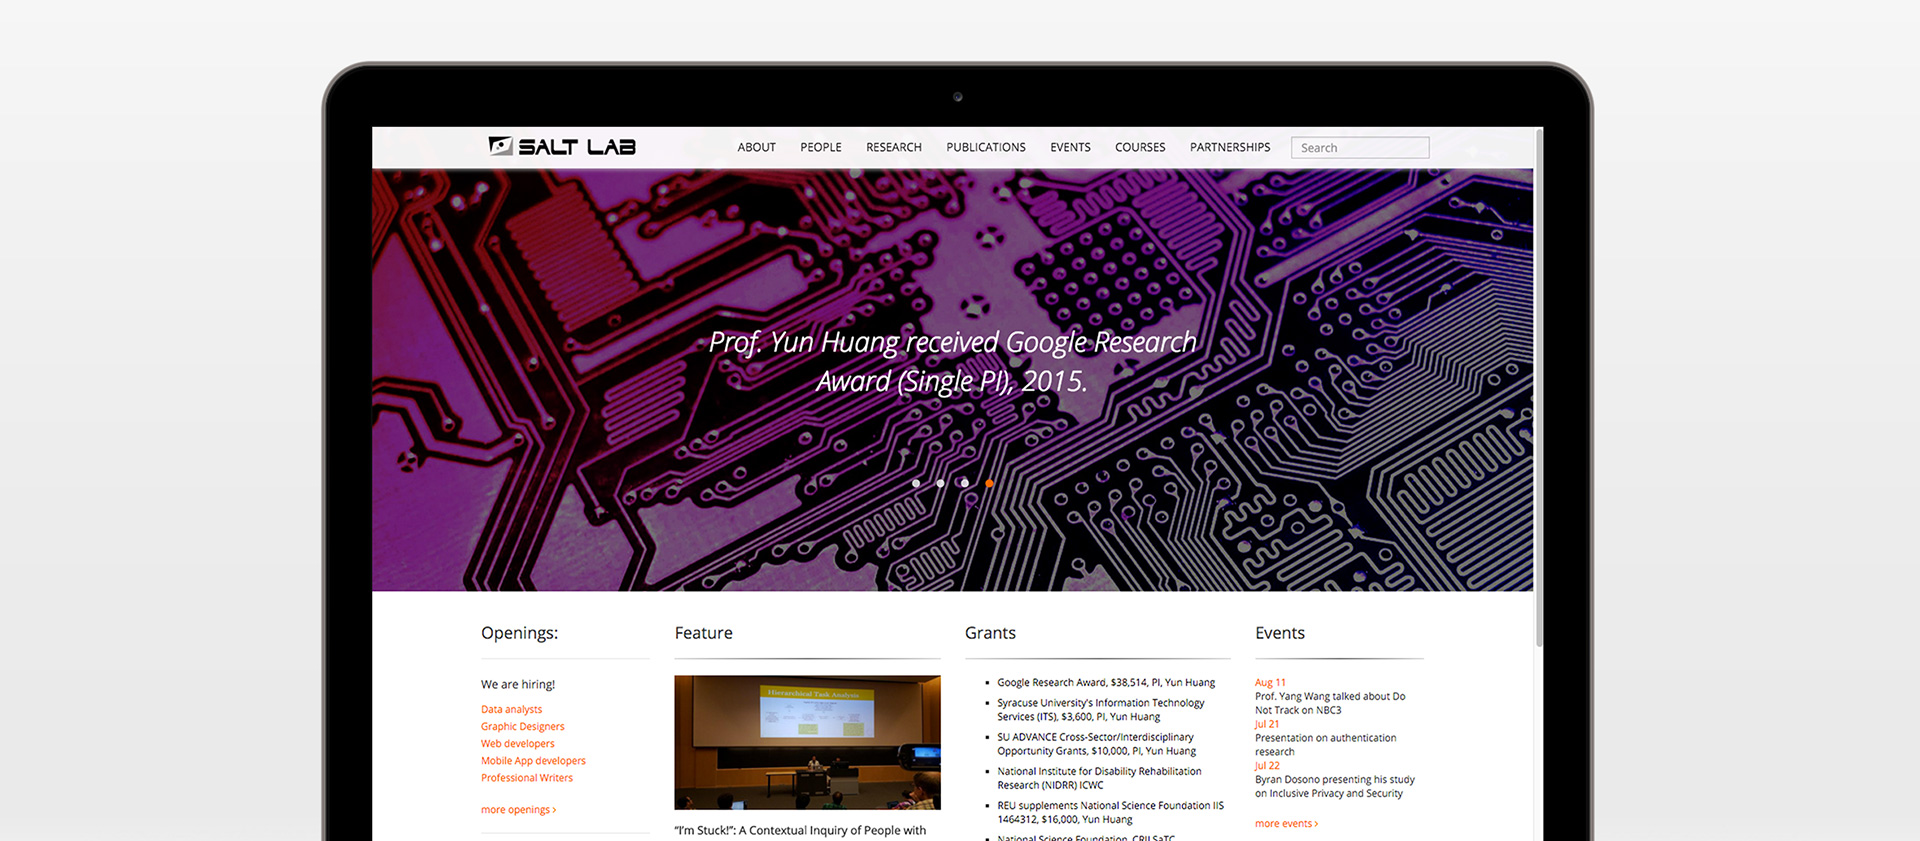 SALT LAB
ABOUT
PEOPLE
RESEARCH
PUBLICATIONS
EVENTS
COURSES
PARTNERSHIPS
Search
Prof. Yun Huang received Google Research
Award (Single PI), 2015.
Openings:
We are hiring!
Data analysts
Graphic Designers
Web developers
Mobile App developers
Professional Writers
more openings ›
Feature
Hierarchical Task Analysis
"I'm Stuck!": A Contextual Inquiry of People with
Grants
Google Research Award, $38,514, PI, Yun Huang
Syracuse University's Information Technology
Services (ITS), $3,600, PI, Yun Huang
SU ADVANCE Cross-Sector/Interdisciplinary
Opportunity Grants, $10,000, PI, Yun Huang
National Institute for Disability Rehabilitation
Research (NIDRR) ICWC
REU supplements National Science Foundation IIS
1464312, $16,000, Yun Huang
National Science Foundation, CRII SaTC
Events
Aug 11
Prof. Yang Wang talked about Do
Not Track on NBC3
Jul 21
Presentation on authentication
research
Jul 22
Byran Dosono presenting his study
on Inclusive Privacy and Security
more events ›